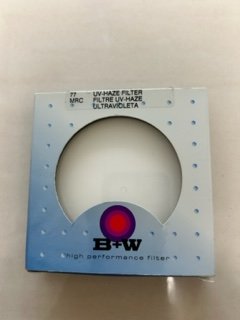 77 UV-HAZE FILTER
MRC FILTRE UV-HAZE
ULTRAVIOLETA
B+W
high performance filter